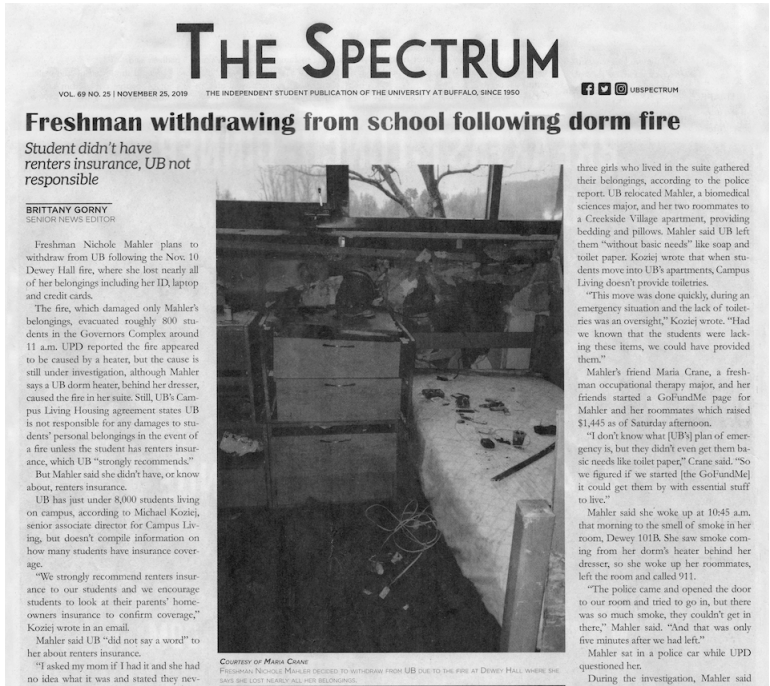 THE SPECTRUM
VOL. 69 NO. 25 | NOVEMBER 25, 2019
THE INDEPENDENT STUDENT PUBLICATION OF THE UNIVERSITY AT BUFFALO, SINCE 1950
UBSPECTRUM
Freshman withdrawing from school following dorm fire
Student didn't have
renters insurance, UB not
responsible
BRITTANY GORNY
SENIOR NEWS EDITOR
Freshman Nichole Mahler plans to
withdraw from UB following the Nov. 10
Dewey Hall fire, where she lost nearly all
of her belongings including her ID, laptop
and credit cards.
The fire, which damaged only Mahler's
belongings, evacuated roughly 800 stu-
dents in the Governors Complex around
11 a.m. UPD reported the fire appeared
to be caused by a heater, but the cause is
still under investigation, although Mahler
says a UB dorm heater, behind her dresser,
caused the fire in her suite. Still, UB's Cam-
pus Living Housing agreement states UB
is not responsible for any damages to stu-
dents' personal belongings in the event of
a fire unless the student has renters insur-
ance, which UB "strongly recommends."
But Mahler said she didn't have, or know
about, renters insurance.
UB has just under 8,000 students living
on campus, according to Michael Koziej,
senior associate director for Campus Liv-
ing, but doesn't compile information on
how many students have insurance cover-
age.
"We strongly recommend renters insur-
ance to our students and we encourage
students to look at their parents' home-
owners insurance to confirm coverage,"
Koziej wrote in an email.
Mahler said UB "did not say a word" to
her about renters insurance.
"I asked my mom if I had it and she had
no idea what it was and stated they nev-
COURTESY OF MARIA CRANE
FRESHMAN NICHOLE MAHLER DECIDED TO WITHDRAW FROM UB DUE TO THE FIRE AT DEWEY HALL WHERE SHE
SAYS SHE LOST NEARLY ALL HER BELONGINGS.
three girls who lived in the suite gathered
their belongings, according to the police
report. UB relocated Mahler, a biomedical
sciences major, and her two roommates to
a Creekside Village apartment, providing
bedding and pillows. Mahler said UB left
them "without basic needs" like soap and
toilet paper. Koziej wrote that when stu-
dents move into UB's apartments, Campus
Living doesn't provide toiletries.
"This move was done quickly, during an
emergency situation and the lack of toilet-
ries was an oversight," Koziej wrote. "Had
we known that the students were lack-
ing these items, we could have provided
them."
Mahler's friend Maria Crane, a fresh-
man occupational therapy major, and her
friends started a GoFundMe page for
Mahler and her roommates which raised
$1,445 as of Saturday afternoon.
"I don't know what [UB's] plan of emer-
gency is, but they didn't even get them ba-
sic needs like toilet paper," Crane said. "So
we figured if we started [the GoFundMe]
it could get them by with essential stuff
to live."
Mahler said she woke up at 10:45 a.m.
that morning to the smell of smoke in her
room, Dewey 101B. She saw smoke com-
ing from her dorm's heater behind her
dresser, so she woke up her roommates,
left the room and called 911.
"The police came and opened the door
to our room and tried to go in, but there
was so much smoke, they couldn't get in
there," Mahler said. "And that was only
five minutes after we had left."
Mahler sat in a police car while UPD
questioned her.
During the investigation, Mahler said